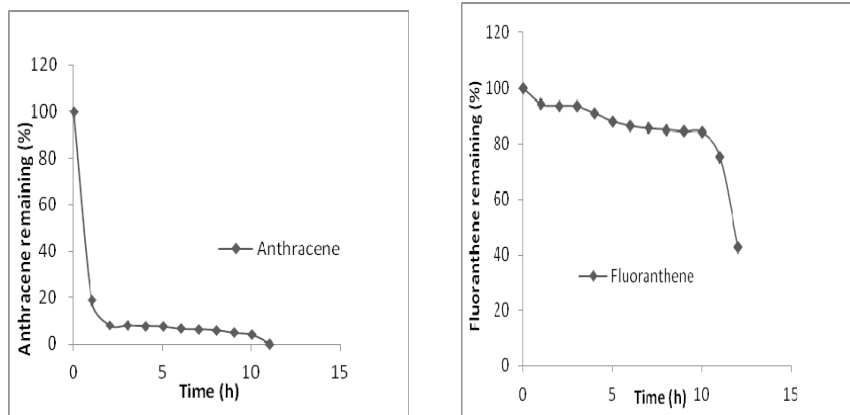 Anthracene remaining (%)
120
100
80
60
40
20
0
Anthracene
0 5 10 15
Time (h)
Fluoranthene remaining (%)
120
100
80
60
40
20
0
Fluoranthene
0 5 10 15
Time (h)